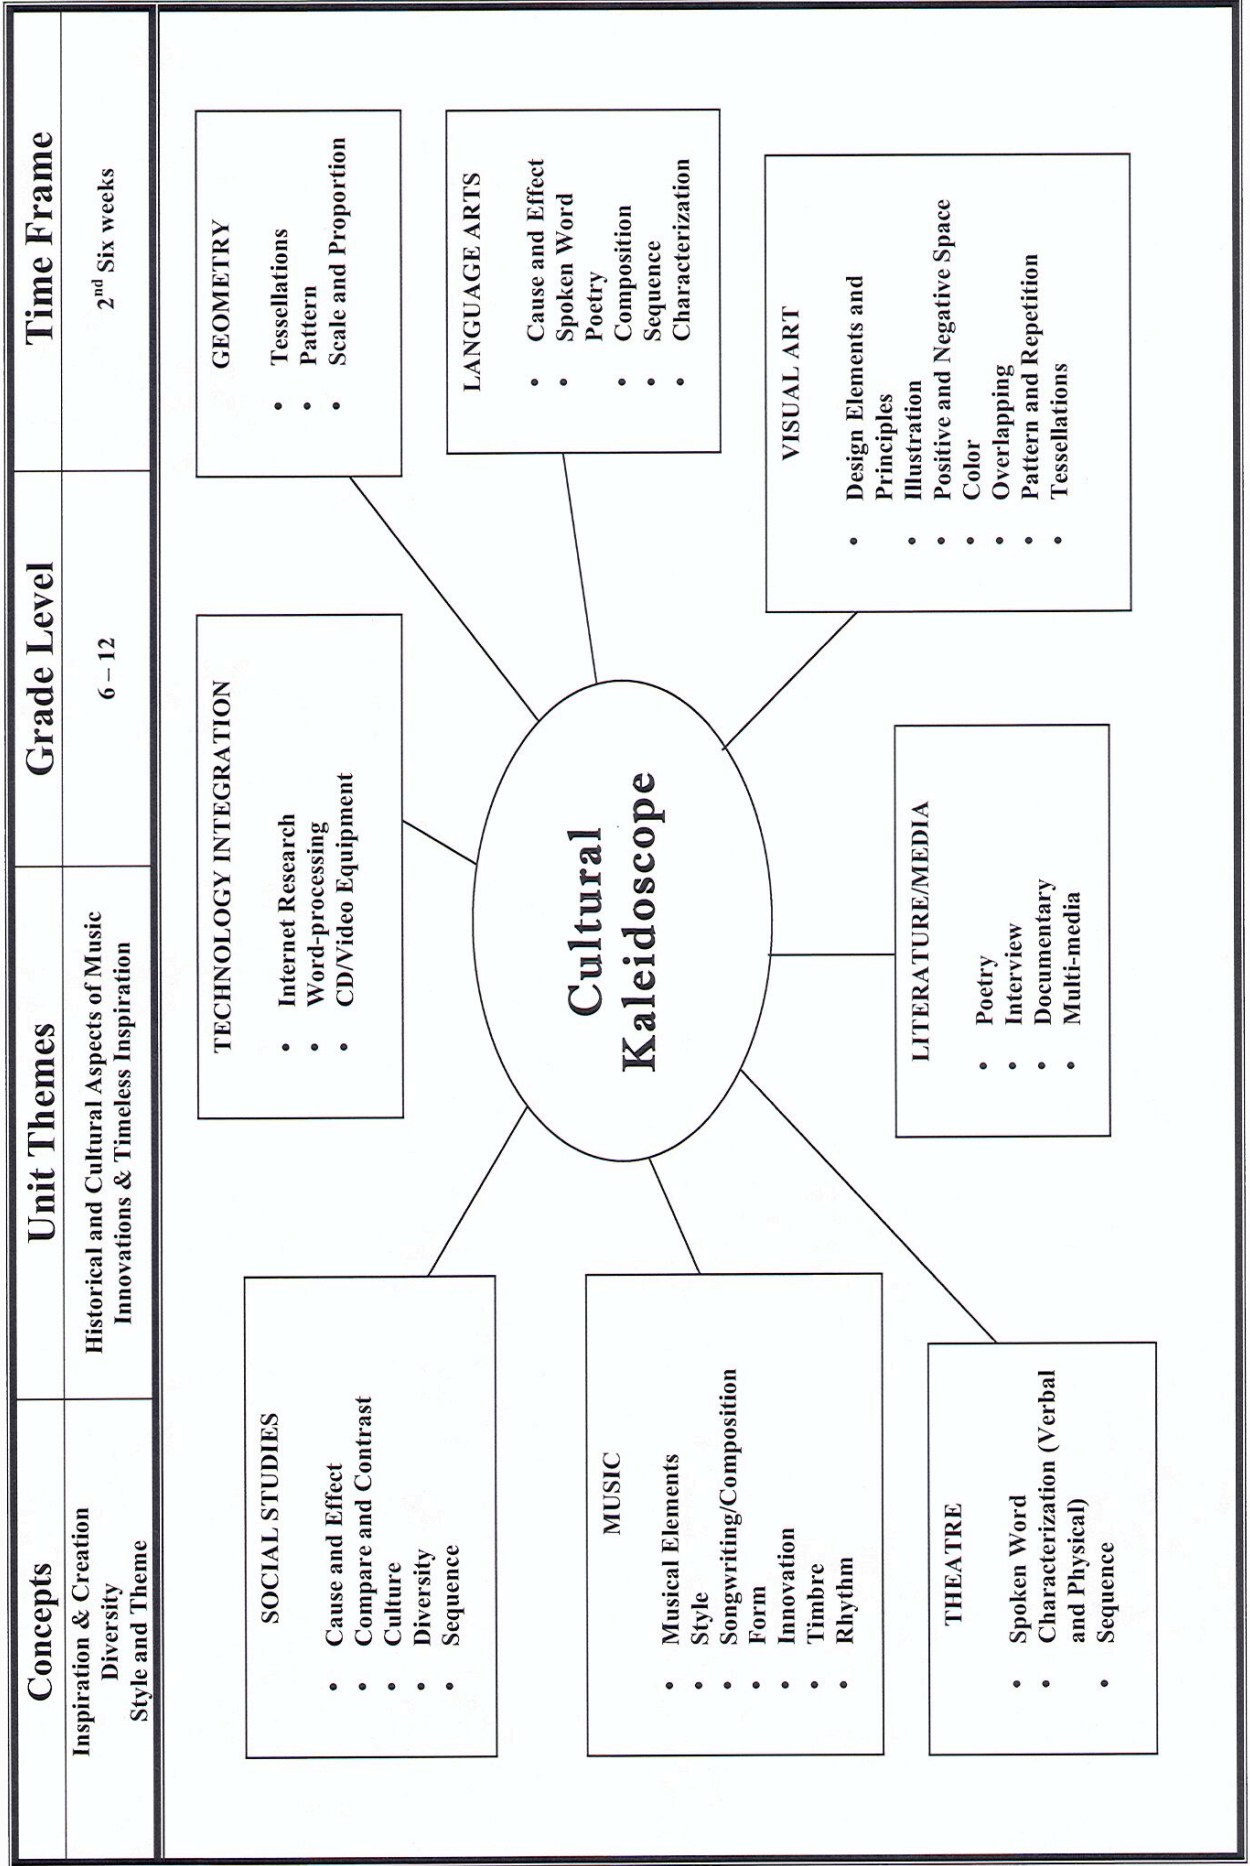 Concepts
Unit Themes
Grade Level
Time Frame
Inspiration & Creation
Diversity
Style and Theme
Historical and Cultural Aspects of Music
Innovations & Timeless Inspiration
6 – 12
2nd Six weeks
SOCIAL STUDIES
• Cause and Effect
• Compare and Contrast
• Culture
• Diversity
• Sequence
TECHNOLOGY INTEGRATION
• Internet Research
• Word-processing
• CD/Video Equipment
GEOMETRY
• Tessellations
• Pattern
• Scale and Proportion
LANGUAGE ARTS
• Cause and Effect
• Spoken Word
Poetry
• Composition
• Sequence
• Characterization
Cultural
Kaleidoscope
MUSIC
• Musical Elements
• Style
• Songwriting/Composition
• Form
• Innovation
• Timbre
• Rhythm
VISUAL ART
• Design Elements and
Principles
• Illustration
• Positive and Negative Space
• Color
• Overlapping
• Pattern and Repetition
• Tessellations
LITERATURE/MEDIA
• Poetry
• Interview
• Documentary
• Multi-media
THEATRE
• Spoken Word
• Characterization (Verbal
and Physical)
• Sequence